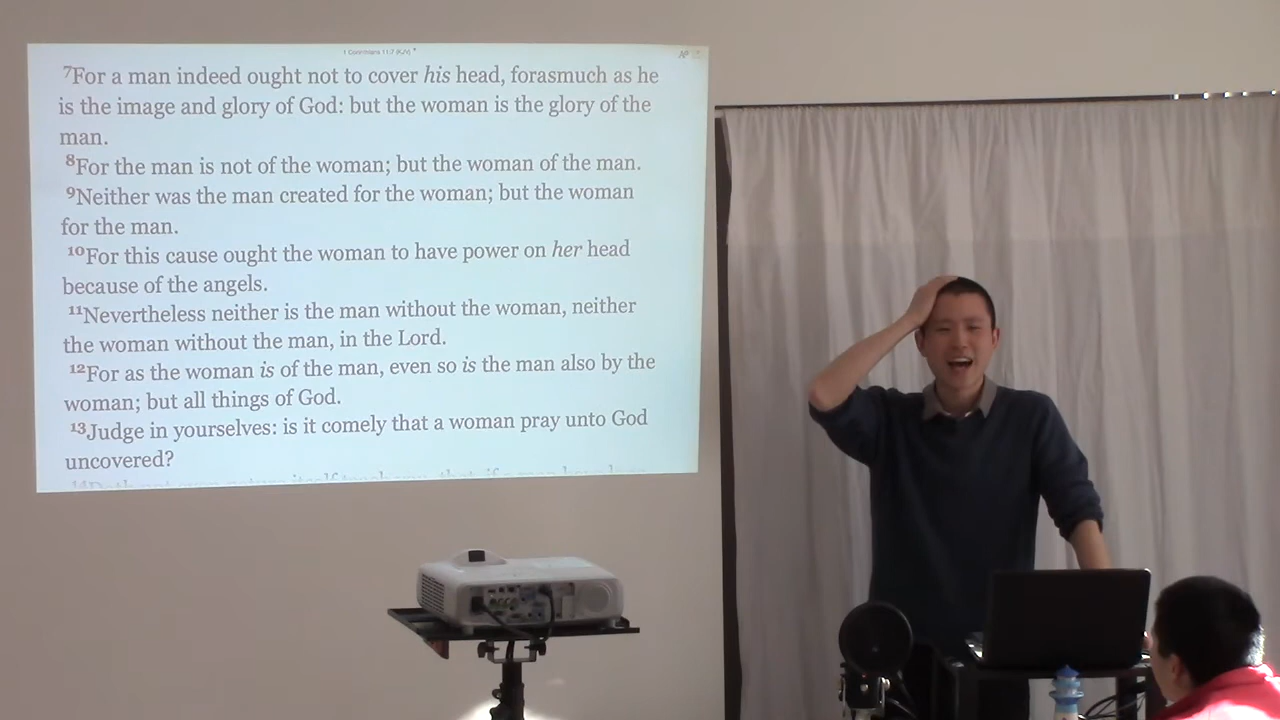 1 Corinthians 11:7 (KJV)
7For a man indeed ought not to cover his head, forasmuch as he
is the image and glory of God: but the woman is the glory of the
man.
8For the man is not of the woman; but the woman of the man.
9Neither was the man created for the woman; but the woman
for the man.
10For this cause ought the woman to have power on her head
because of the angels.
11Nevertheless neither is the man without the woman, neither
the woman without the man, in the Lord.
12For as the woman is of the man, even so is the man also by the
woman; but all things of God.
13Judge in yourselves: is it comely that a woman pray unto God
uncovered?